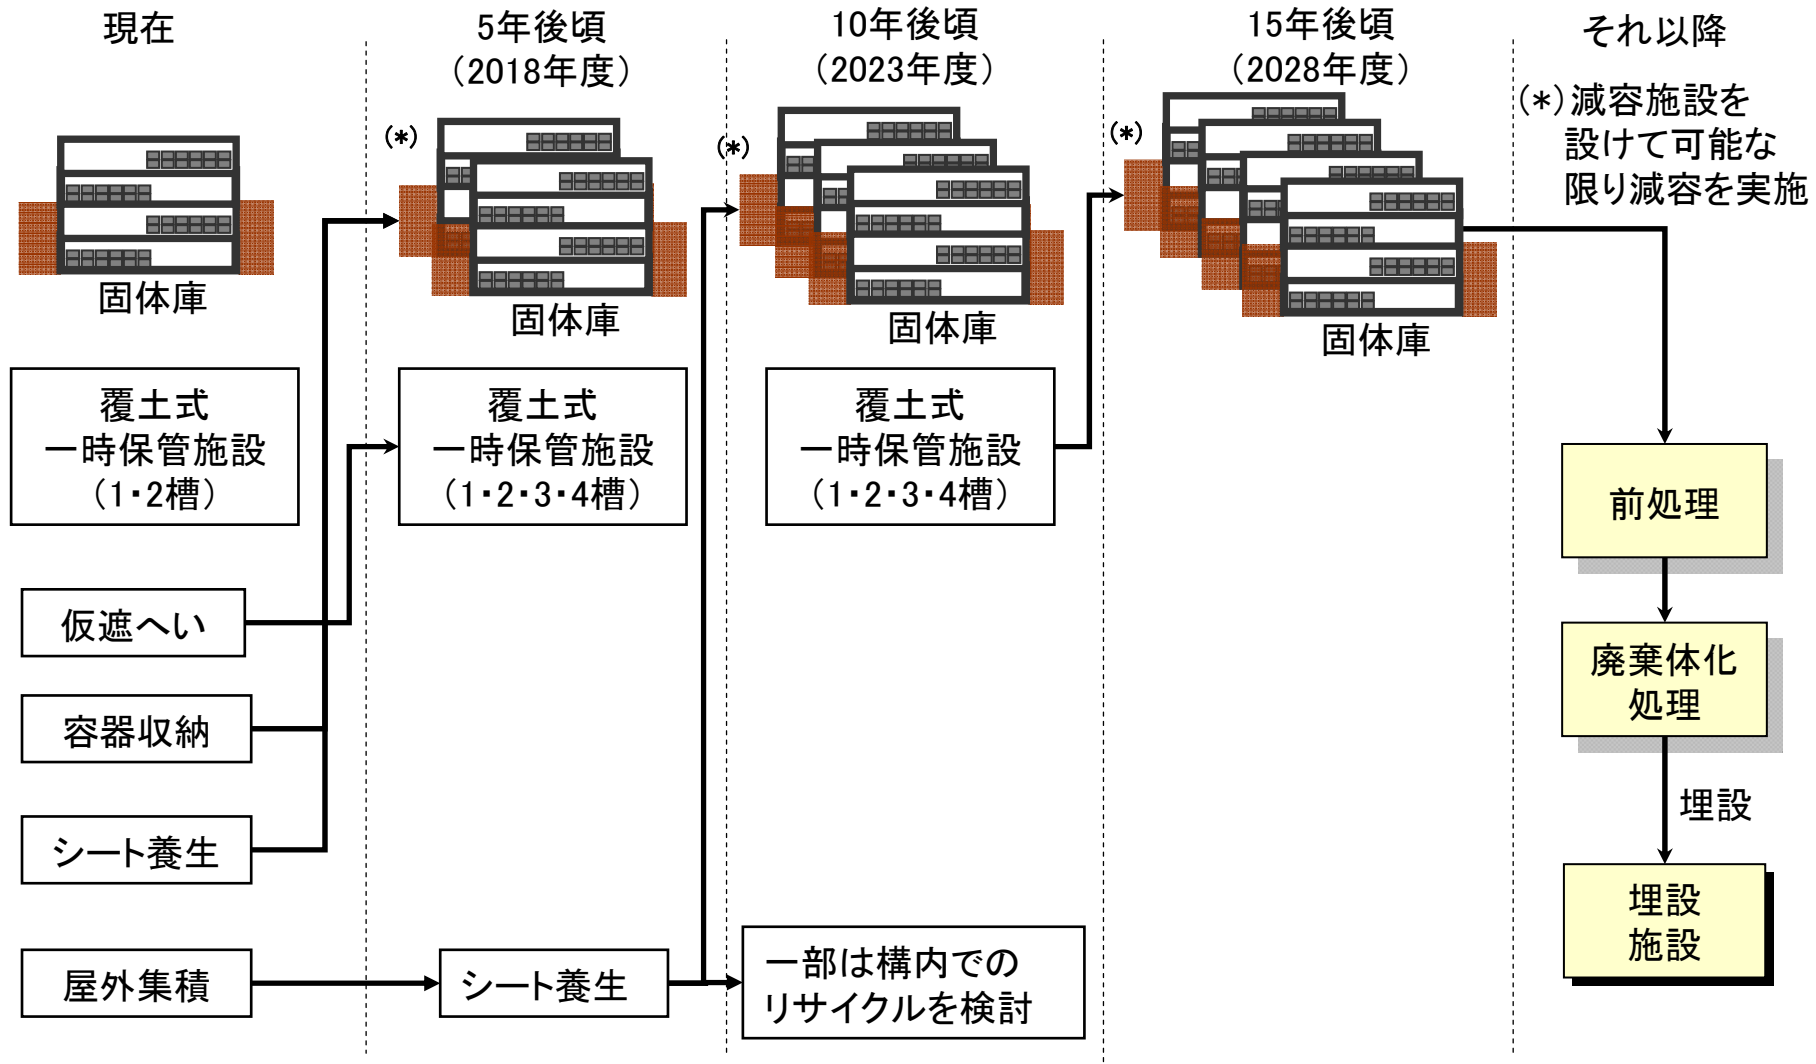 現在
5年後頃
（2018年度）
10年後頃
（2023年度）
15年後頃
（2028年度）
それ以降
(*)
(*)
(*)
(*)減容施設を
設けて可能な
限り減容を実施
固体庫
固体庫
固体庫
固体庫
覆土式
一時保管施設
（1・2槽）
覆土式
一時保管施設
（1・2・3・4槽）
覆土式
一時保管施設
（1・2・3・4槽）
仮遮へい
容器収納
シート養生
屋外集積
シート養生
一部は構内での
リサイクルを検討
前処理
廃棄体化
処理
埋設
埋設
施設